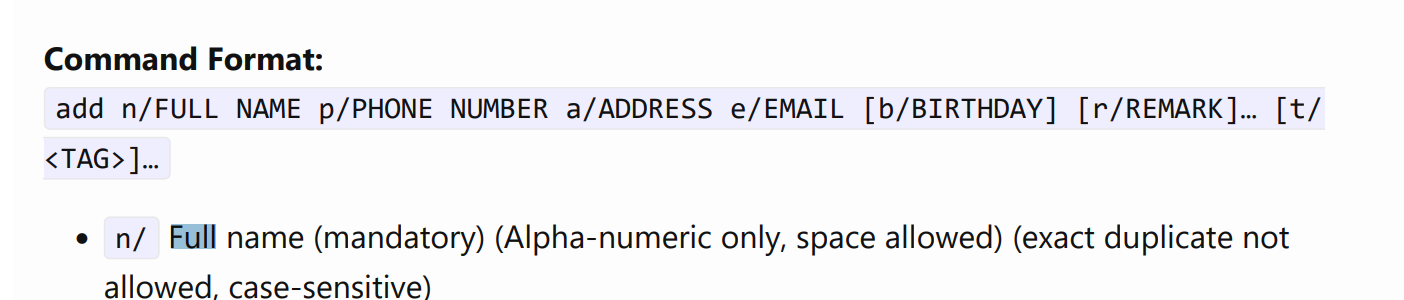 Command Format:
add n/FULL NAME p/PHONE NUMBER a/ADDRESS e/EMAIL [b/BIRTHDAY] [r/REMARK]… [t/
<TAG>]…
• n/ Full name (mandatory) (Alpha-numeric only, space allowed) (exact duplicate not
allowed, case-sensitive)